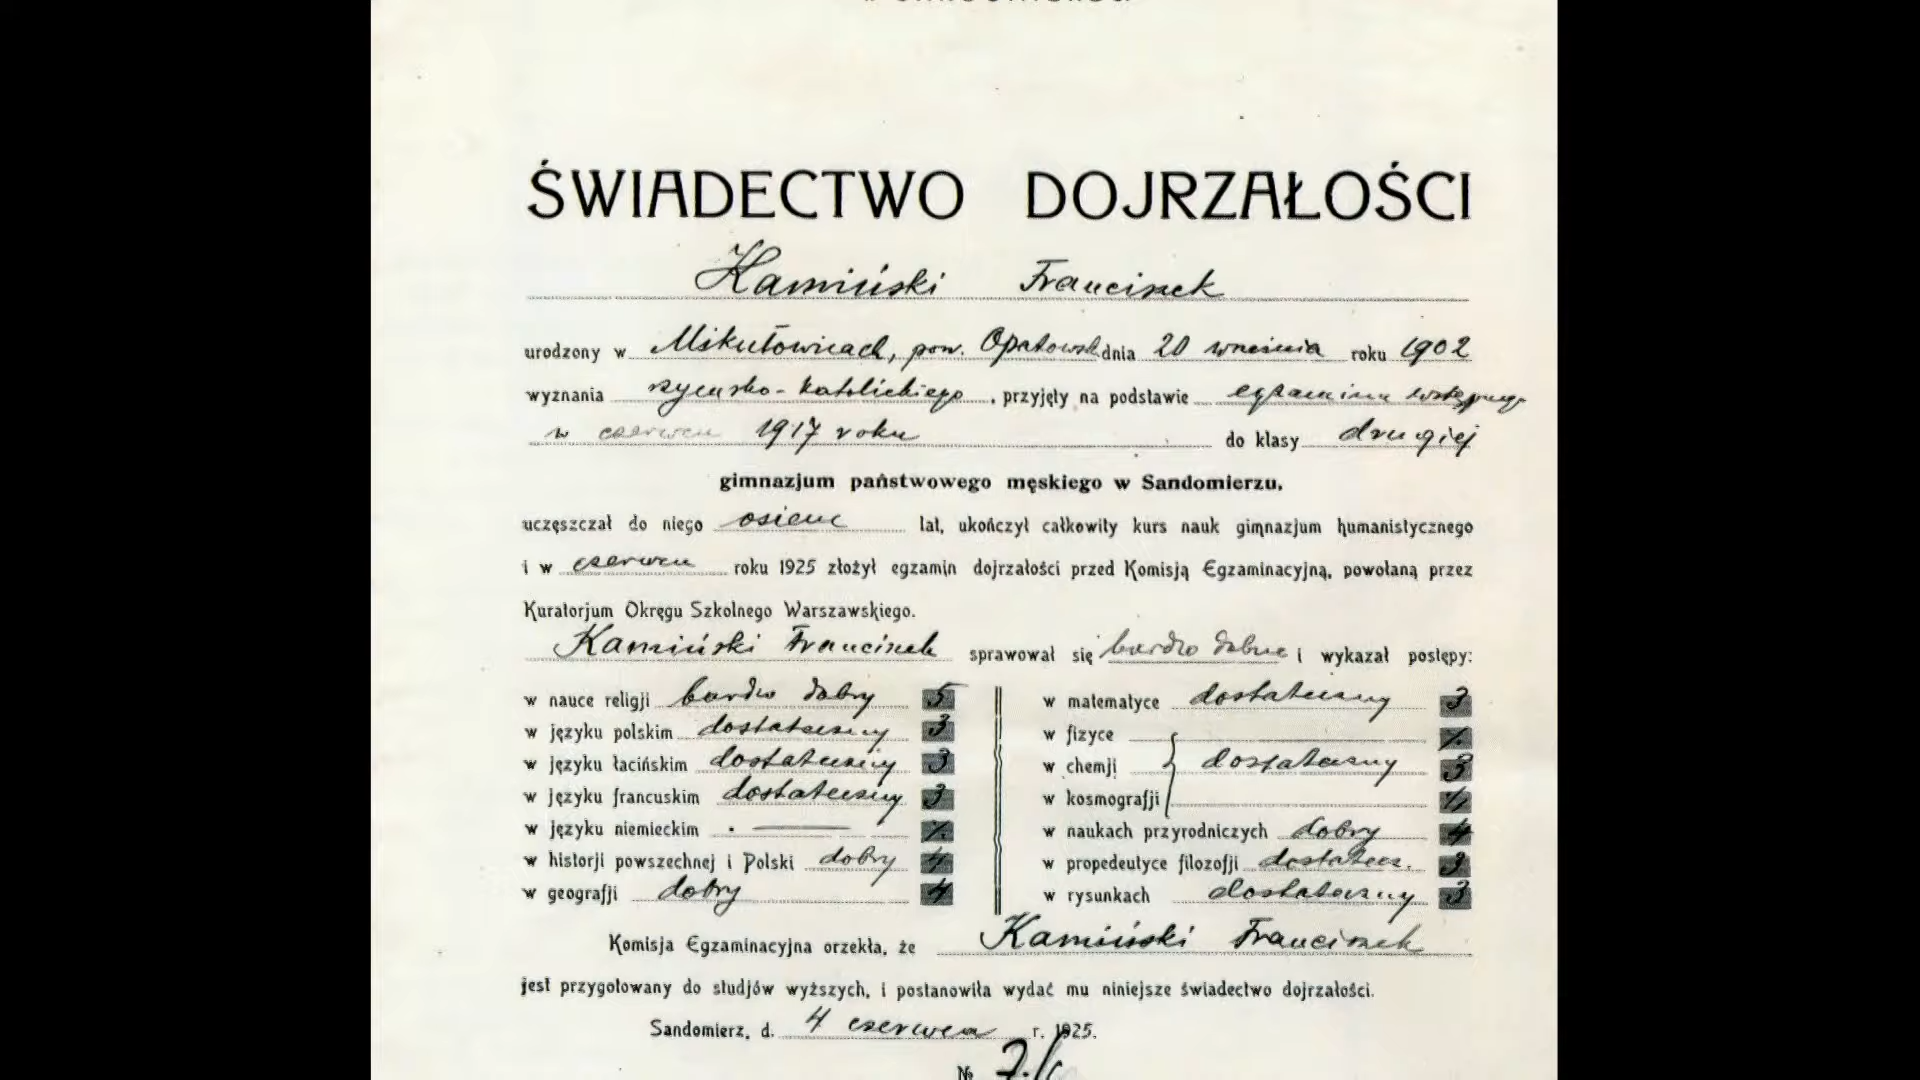 ŚWIADECTWO DOJRZAŁOŚCI
Kamiński Franciszek
urodzony w Mikułowicach, pow. Opatowsk dnia 20 września roku 1902
wyznania rzymsko-katolickiego, przyjęty na podstawie egzaminu wstępnego
w czerwcu 1917 roku do klasy drugiej
gimnazjum państwowego męskiego w Sandomierzu,
uczęszczał do niego osiem lat, ukończył całkowity kurs nauk gimnazjum humanistycznego
i w czerwcu roku 1925 złożył egzamin dojrzałości przed Komisją Egzaminacyjną, powołaną przez
Kuratorjum Okręgu Szkolnego Warszawskiego.
Kamiński Franciszek sprawował się bardzo dobrze i wykazał postępy:
w nauce religji bardzo dobry 5
w języku polskim dostateczny 3
w języku łacińskim dostateczny 3
w języku francuskim dostateczny 3
w języku niemieckim — %
w historji powszechnej i Polski dobry 4
w geografji dobry 4
w matematyce dostateczny 3
w fizyce %
w chemji dostateczny 3
w kosmografji %
w naukach przyrodniczych dobry 4
w propedeutyce filozofji dostatecz. 3
w rysunkach dostateczny 3
Komisja Egzaminacyjna orzekła, że Kamiński Franciszek
jest przygotowany do studjów wyższych, i postanowiła wydać mu niniejsze świadectwo dojrzałości.
Sandomierz, d. 4 czerwca r. 1925.
№